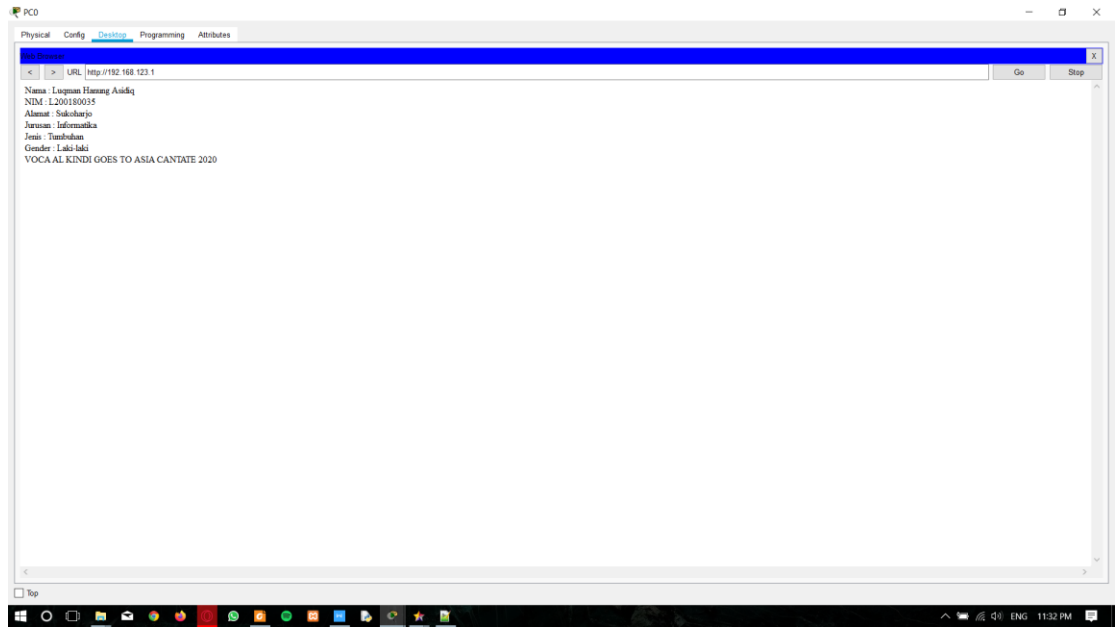 PC0
Physical Config Desktop Programming Attributes
Web Browser X
< > URL http://192.168.123.1 Go Stop
Nama : Luqman Hanung Asidiq
NIM : L200180035
Alamat : Sukoharjo
Jurusan : Informatika
Jenis : Tumbuhan
Gender : Laki-laki
VOCA AL KINDI GOES TO ASIA CANTATE 2020
Top
ENG 11:32 PM